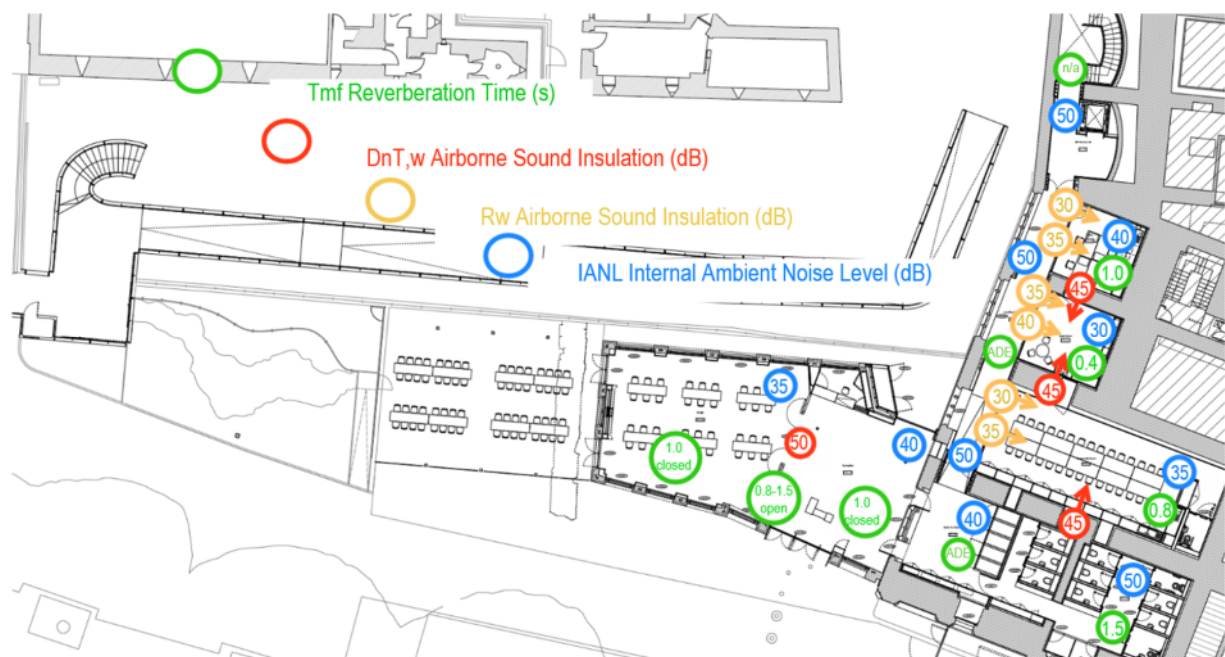 n/a
Tmf Reverberation Time (s)
50
DnT,w Airborne Sound Insulation (dB)
30
Rw Airborne Sound Insulation (dB)
35
40
50
IANL Internal Ambient Noise Level (dB)
1.0
45
35
40
30
ADE
0.4
45
35
30
35
50
40
50
35
1.0
closed
0.8-1.5
open
1.0
closed
0.8
40
45
ADE
50
1.5